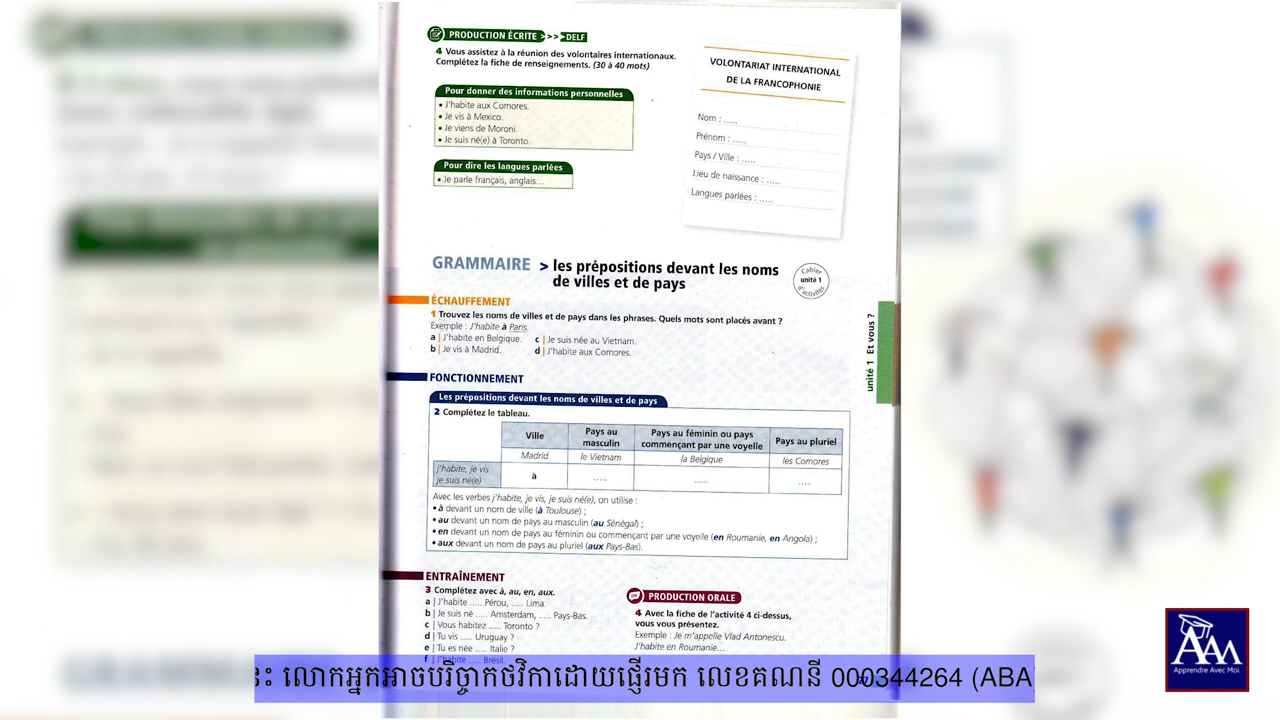 PRODUCTION ÉCRITE >>> DELF
4 Vous assistez à la réunion des volontaires internationaux.
Complétez la fiche de renseignements. (30 à 40 mots)
Pour donner des informations personnelles
• J'habite aux Comores.
• Je vis à Mexico.
• Je viens de Moroni.
• Je suis né(e) à Toronto.
Pour dire les langues parlées
• Je parle français, anglais...
VOLONTARIAT INTERNATIONAL
DE LA FRANCOPHONIE
Nom : .....
Prénom : .....
Pays / Ville : .....
Lieu de naissance : .....
Langues parlées : .....
GRAMMAIRE > les prépositions devant les noms
de villes et de pays
Cahier
unité 1
d'activités
ÉCHAUFFEMENT
1 Trouvez les noms de villes et de pays dans les phrases. Quels mots sont placés avant ?
Exemple : J'habite à Paris.
a | J'habite en Belgique. c | Je suis née au Vietnam.
b | Je vis à Madrid. d | J'habite aux Comores.
unité 1 Et vous ?
FONCTIONNEMENT
Les prépositions devant les noms de villes et de pays
2 Complétez le tableau.
Ville Pays au masculin Pays au féminin ou pays commençant par une voyelle Pays au pluriel
Madrid le Vietnam la Belgique les Comores
j'habite, je vis
je suis né(e) à ..... ..... .....
Avec les verbes j'habite, je vis, je suis né(e), on utilise :
• à devant un nom de ville (à Toulouse) ;
• au devant un nom de pays au masculin (au Sénégal) ;
• en devant un nom de pays au féminin ou commençant par une voyelle (en Roumanie, en Angola) ;
• aux devant un nom de pays au pluriel (aux Pays-Bas).
ENTRAÎNEMENT
3 Complétez avec à, au, en, aux.
a | J'habite ..... Pérou, ..... Lima.
b | Je suis né ..... Amsterdam, ..... Pays-Bas.
c | Vous habitez ..... Toronto ?
d | Tu vis ..... Uruguay ?
e | Tu es née ..... Italie ?
f | J'habite ..... Brésil.
PRODUCTION ORALE
4 Avec la fiche de l'activité 4 ci-dessus,
vous vous présentez.
Exemple : Je m'appelle Vlad Antonescu.
J'habite en Roumanie...
លោកអ្នកអាចបរិច្ចាកថវិកាដោយផ្ញើរមក លេខគណនី 000344264 (ABA)
AAM
Apprendre Avec Moi